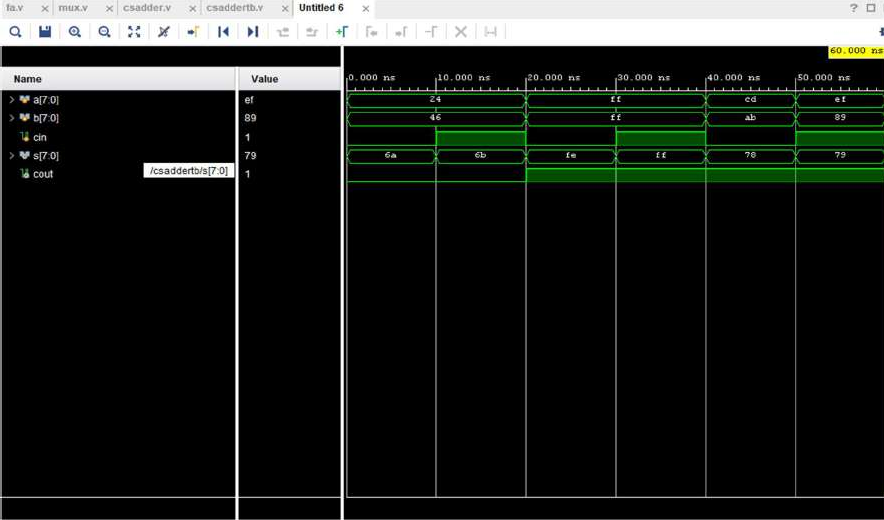 fa.v mux.v csadder.v csaddertb.v Untitled 6
60.000 ns
Name Value 0.000 ns 10.000 ns 20.000 ns 30.000 ns 40.000 ns 50.000 ns
a[7:0] ef 24 ff cd ef
b[7:0] 89 46 ff ab 89
cin 1
s[7:0] 79 6a 6b fe ff 78 79
/csaddertb/s[7:0]
cout 1